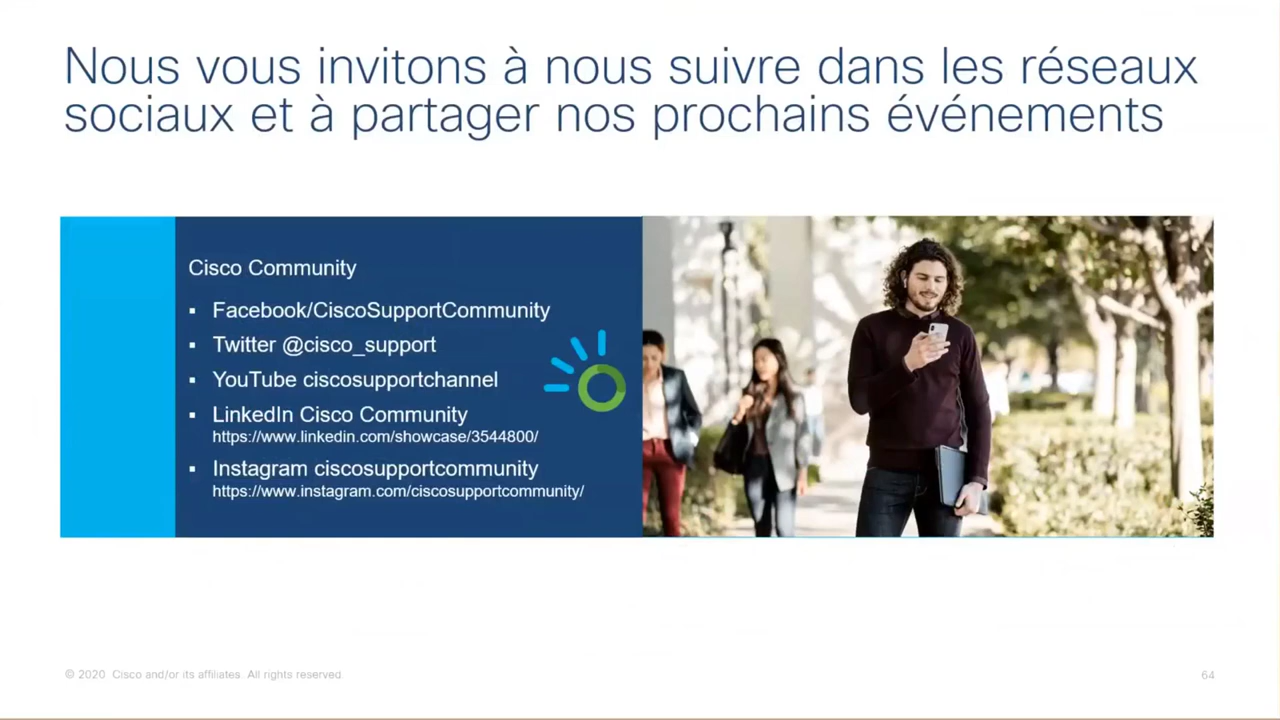 Nous vous invitons à nous suivre dans les réseaux
sociaux et à partager nos prochains événements
Cisco Community
▪ Facebook/CiscoSupportCommunity
▪ Twitter @cisco_support
▪ YouTube ciscosupportchannel
▪ LinkedIn Cisco Community
https://www.linkedin.com/showcase/3544800/
▪ Instagram ciscosupportcommunity
https://www.instagram.com/ciscosupportcommunity/
© 2020 Cisco and/or its affiliates. All rights reserved.
64